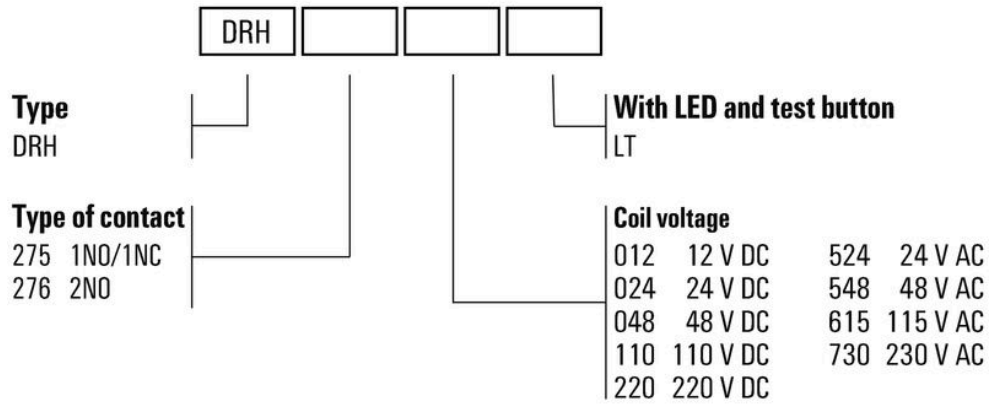 DRH
Type
DRH
With LED and test button
LT
Type of contact
275 1NO/1NC
276 2NO
Coil voltage
012 12 V DC 524 24 V AC
024 24 V DC 548 48 V AC
048 48 V DC 615 115 V AC
110 110 V DC 730 230 V AC
220 220 V DC